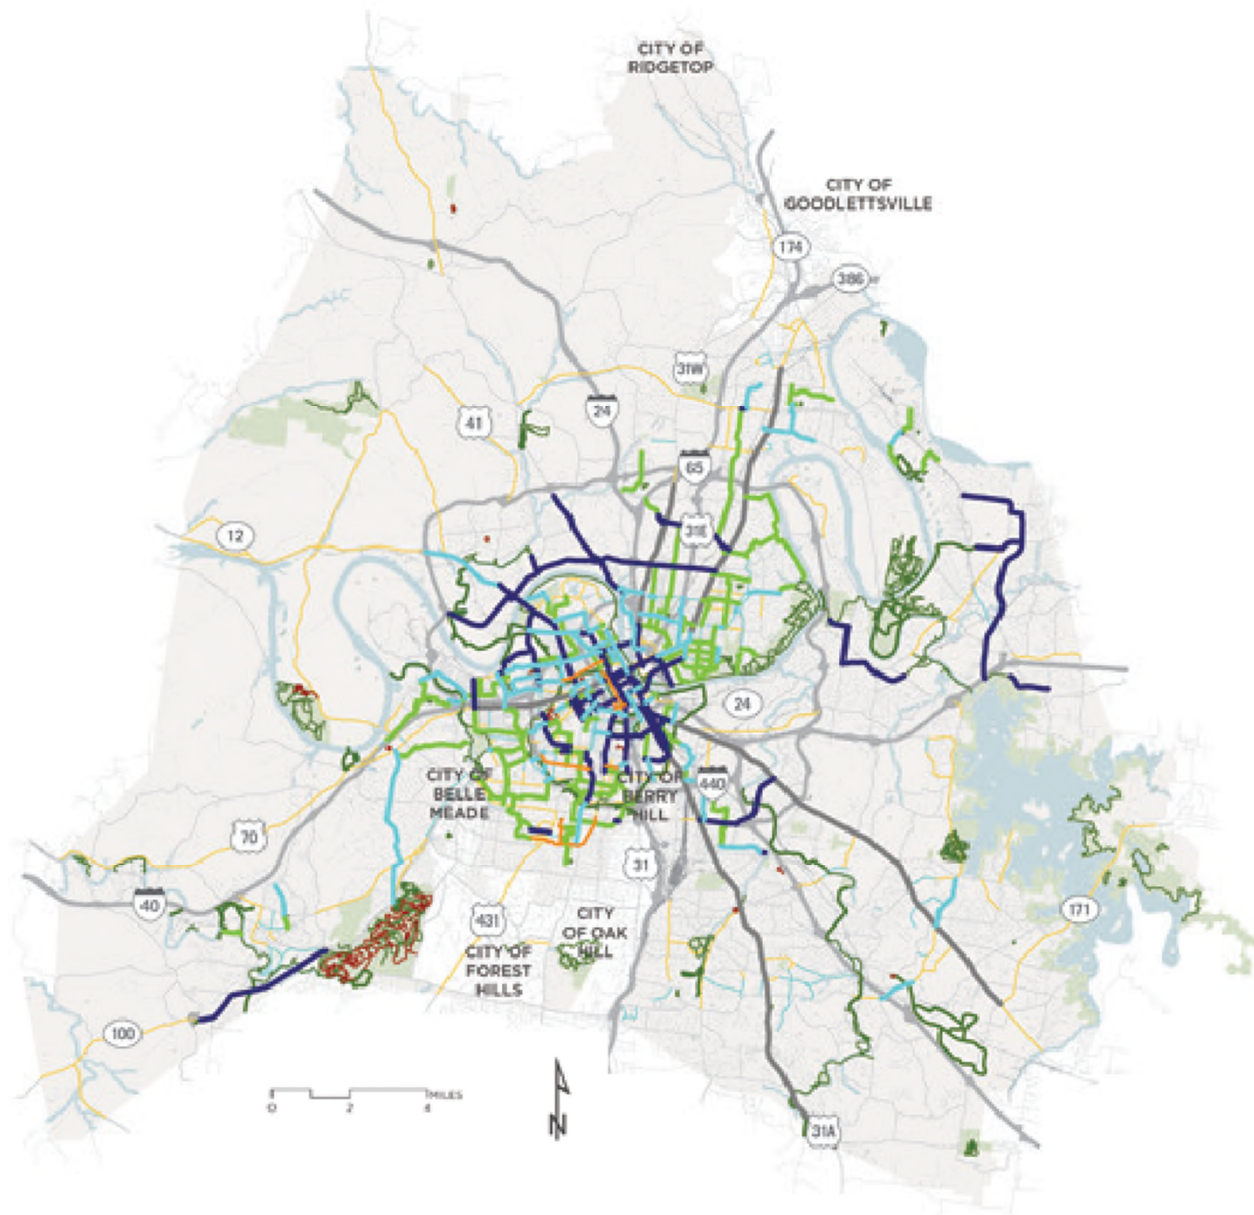 CITY OF
RIDGETOP
CITY OF
GOODLETTSVILLE
174
386
31W
24
41
65
31E
12
24
CITY OF
BELLE
MEADE
CITY OF
BERRY
HILL
440
70
31
40
171
431
CITY
OF OAK
HILL
CITY OF
FOREST
HILLS
100
MILES
0
2
4
N
31A